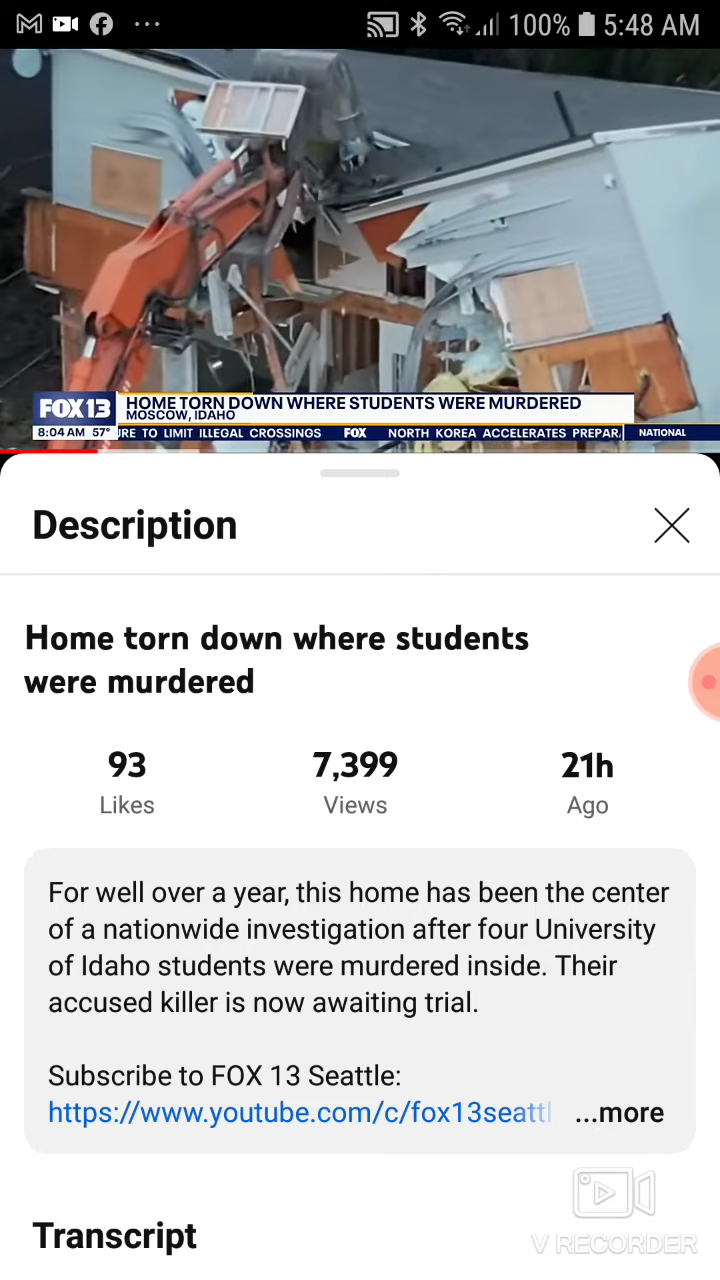 100% 5:48 AM
FOX 13 HOME TORN DOWN WHERE STUDENTS WERE MURDERED
MOSCOW, IDAHO
8:04 AM 57° URE TO LIMIT ILLEGAL CROSSINGS FOX NORTH KOREA ACCELERATES PREPAR NATIONAL
Description
Home torn down where students
were murdered
93 7,399 21h
Likes Views Ago
For well over a year, this home has been the center
of a nationwide investigation after four University
of Idaho students were murdered inside. Their
accused killer is now awaiting trial.
Subscribe to FOX 13 Seattle:
https://www.youtube.com/c/fox13seattl ...more
Transcript
V RECORDER